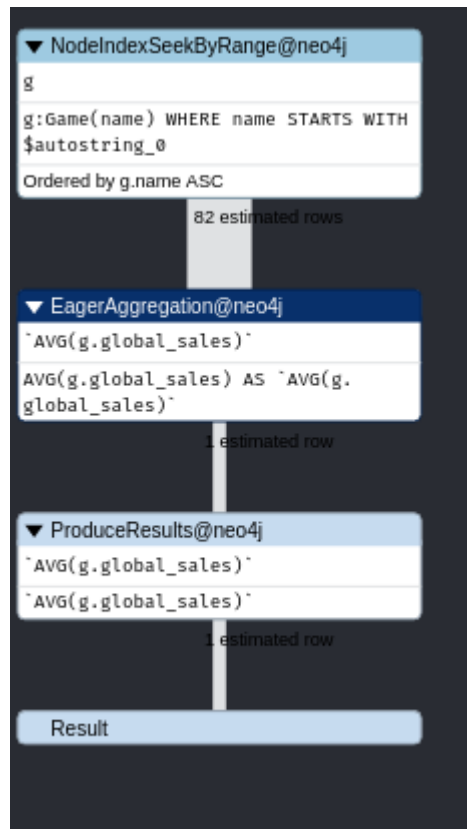 NodeIndexSeekByRange@neo4j
g
g:Game(name) WHERE name STARTS WITH
$autostring_0
Ordered by g.name ASC
82 estimated rows
EagerAggregation@neo4j
`AVG(g.global_sales)`
AVG(g.global_sales) AS `AVG(g.
global_sales)`
1 estimated row
ProduceResults@neo4j
`AVG(g.global_sales)`
`AVG(g.global_sales)`
1 estimated row
Result